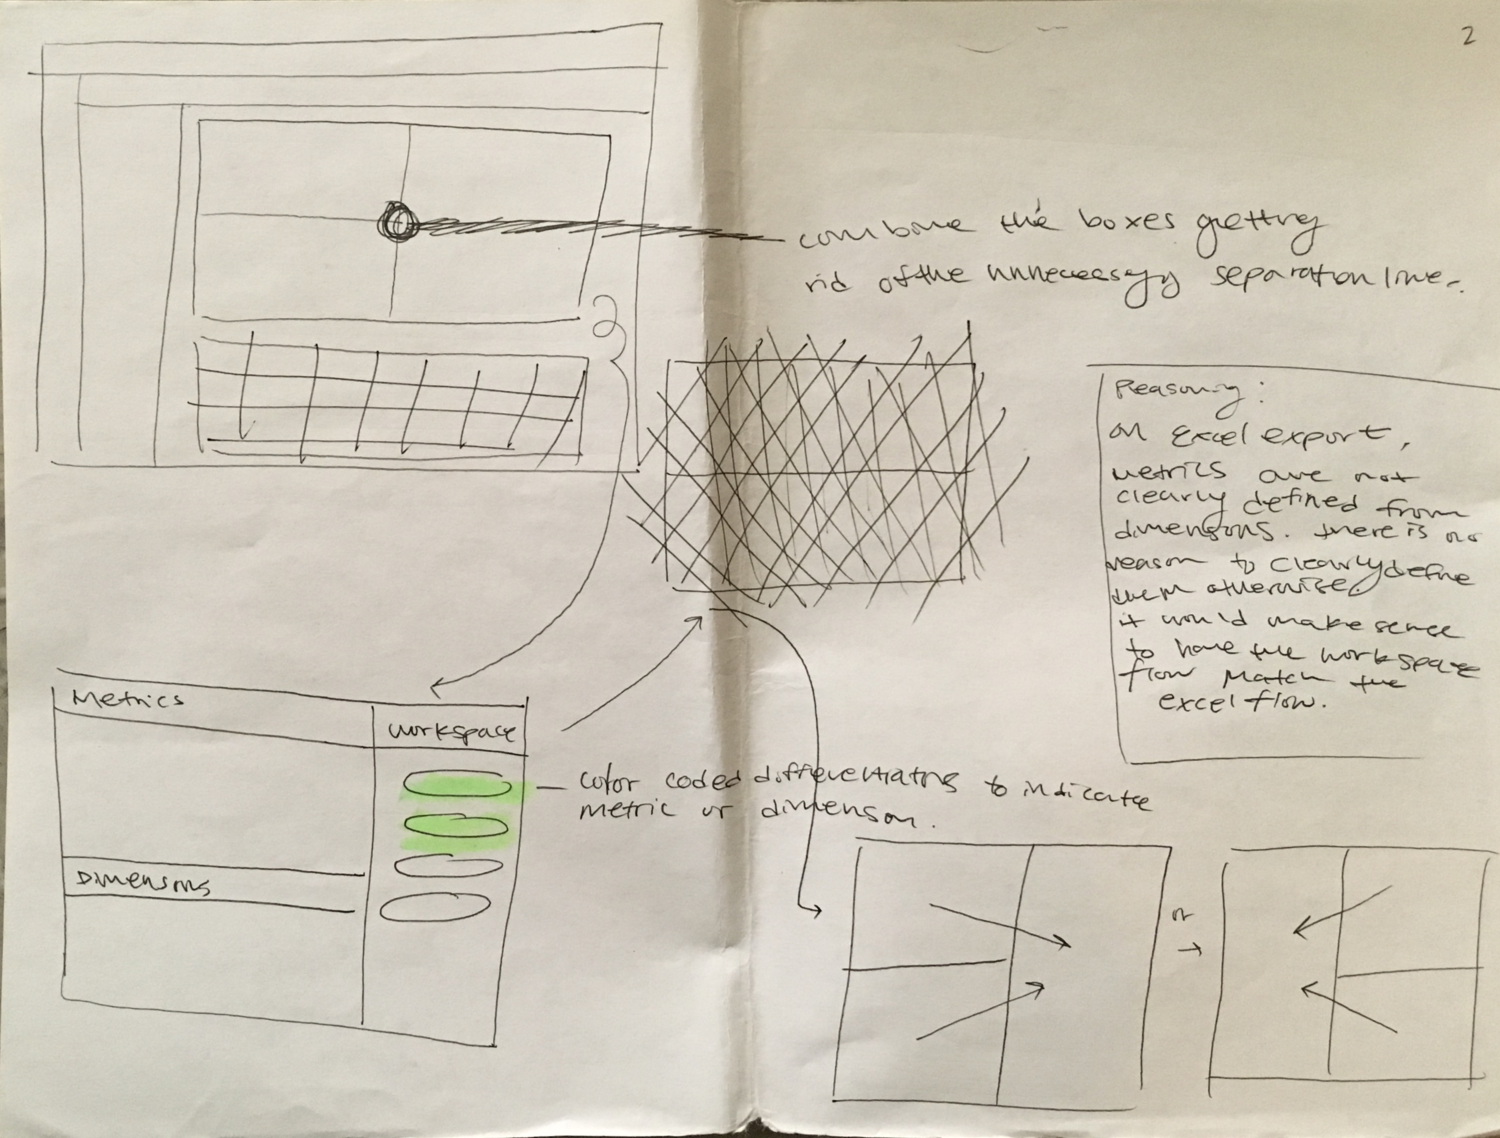 2
combine the boxes getting
rid of the unnecessary separation line.
Reasoning:
on Excel export,
metrics are not
clearly defined from
dimensions. there is no
reason to clearly define
them otherwise.
it would make sense
to have the workspace
flow match the
excel flow.
Metrics
workspace
color coded differentiations to indicate
metric or dimension.
Dimensions
or